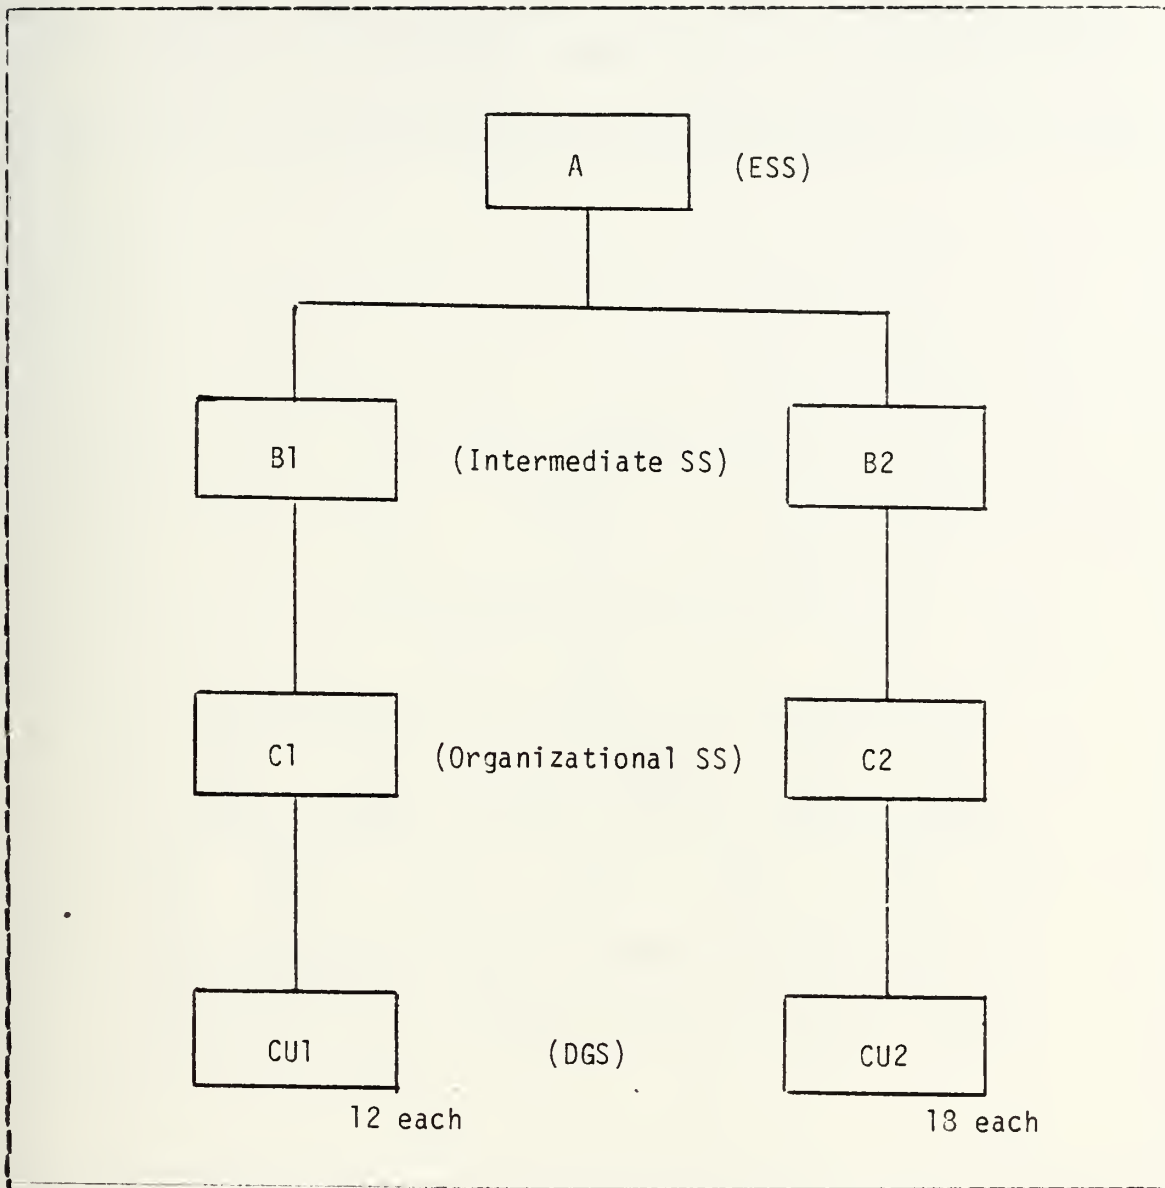 A (ESS)
B1 (Intermediate SS) B2
C1 (Organizational SS) C2
CU1 (DGS) CU2
12 each 18 each